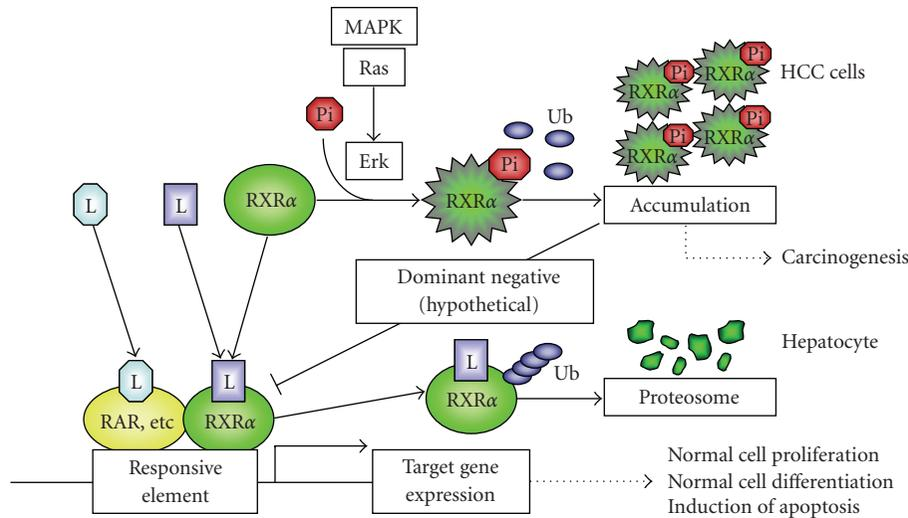 MAPK
Ras
Pi
Erk
Ub
Pi
RXRα
Pi
RXRα
Pi
RXRα
Pi
RXRα
Pi
RXRα
HCC cells
L
L
RXRα
Accumulation
Carcinogenesis
Dominant negative
(hypothetical)
Hepatocyte
L
RXRα
Ub
Proteosome
L
RAR, etc
L
RXRα
Responsive
element
Target gene
expression
Normal cell proliferation
Normal cell differentiation
Induction of apoptosis